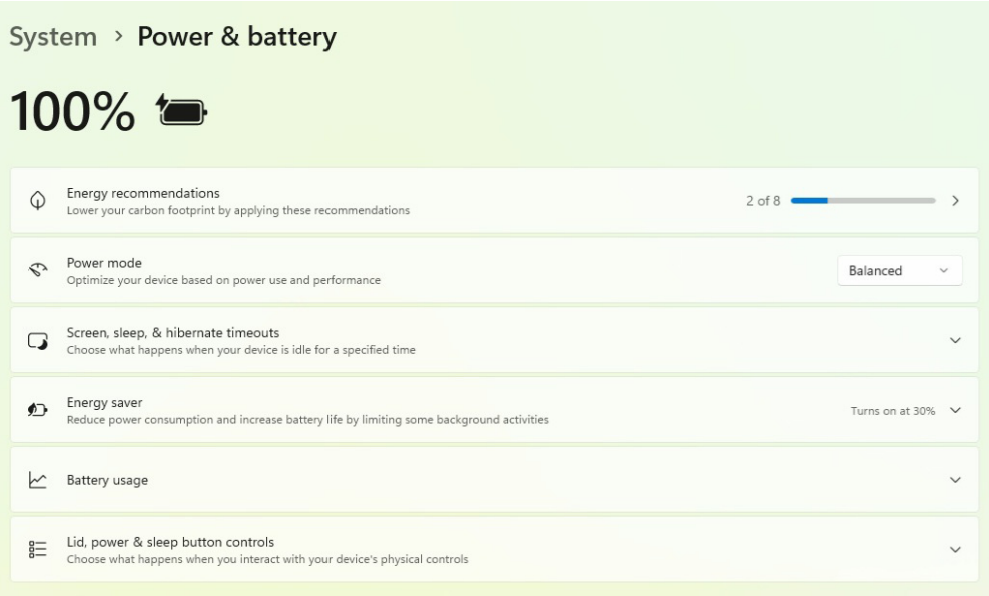 System > Power & battery
100%
Energy recommendations
Lower your carbon footprint by applying these recommendations
2 of 8
Power mode
Optimize your device based on power use and performance
Balanced
Screen, sleep, & hibernate timeouts
Choose what happens when your device is idle for a specified time
Energy saver
Reduce power consumption and increase battery life by limiting some background activities
Turns on at 30%
Battery usage
Lid, power & sleep button controls
Choose what happens when you interact with your device's physical controls